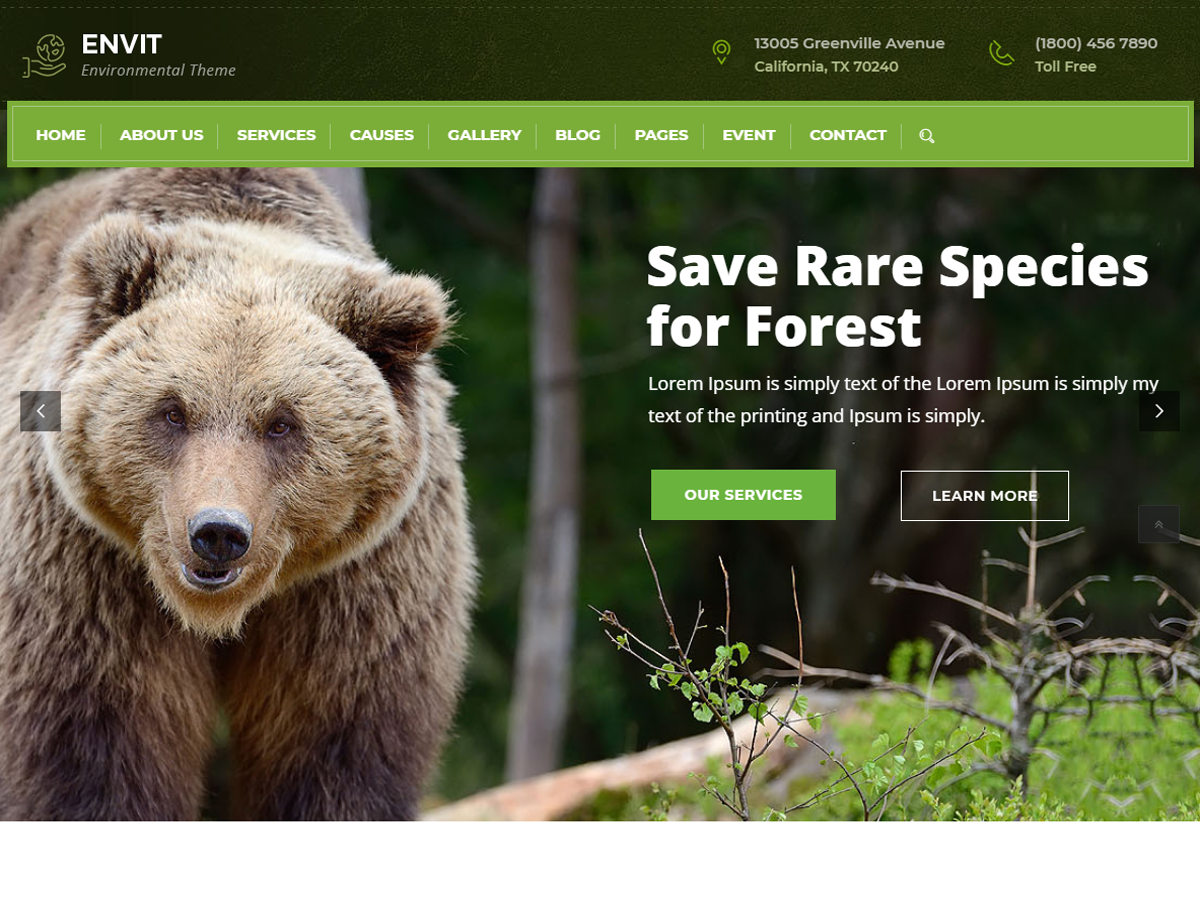 ENVIT
Environmental Theme
13005 Greenville Avenue
California, TX 70240
(1800) 456 7890
Toll Free
HOME
ABOUT US
SERVICES
CAUSES
GALLERY
BLOG
PAGES
EVENT
CONTACT
Save Rare Species
for Forest
Lorem Ipsum is simply text of the Lorem Ipsum is simply my
text of the printing and Ipsum is simply.
OUR SERVICES
LEARN MORE